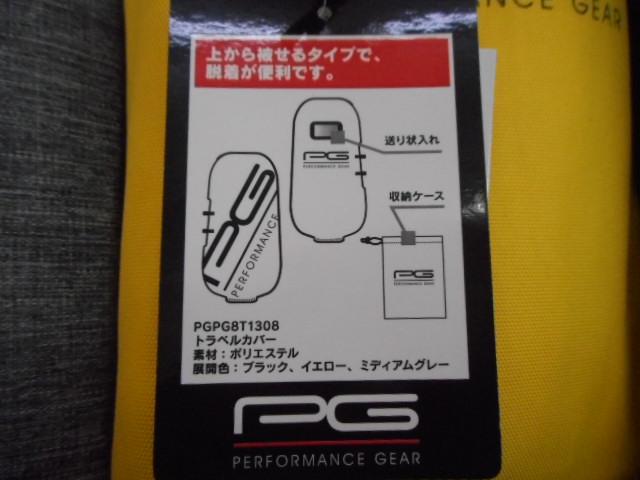 MANCE GEAR
上から被せるタイプで、
脱着が便利です。
送り状入れ
PG
PERFORMANCE GEAR
収納ケース
PG
PERFORMANCE
PG
PERFORMANCE GEAR
PGPG8T1308
トラベルカバー
素材：ポリエステル
展開色：ブラック、イエロー、ミディアムグレー
PG
PERFORMANCE GEAR